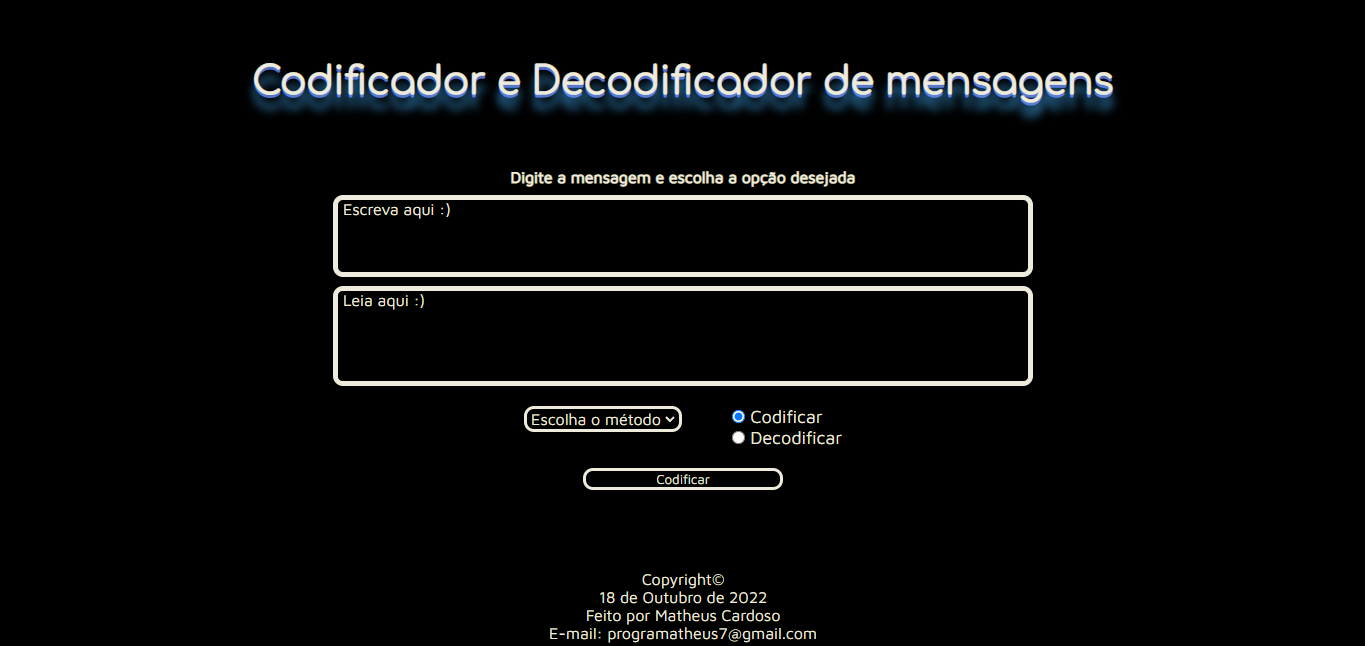 Codificador e Decodificador de mensagens
Digite a mensagem e escolha a opção desejada
Escreva aqui :)
Leia aqui :)
Escolha o método
Codificar
Decodificar
Codificar
Copyright©
18 de Outubro de 2022
Feito por Matheus Cardoso
E-mail: programatheus7@gmail.com